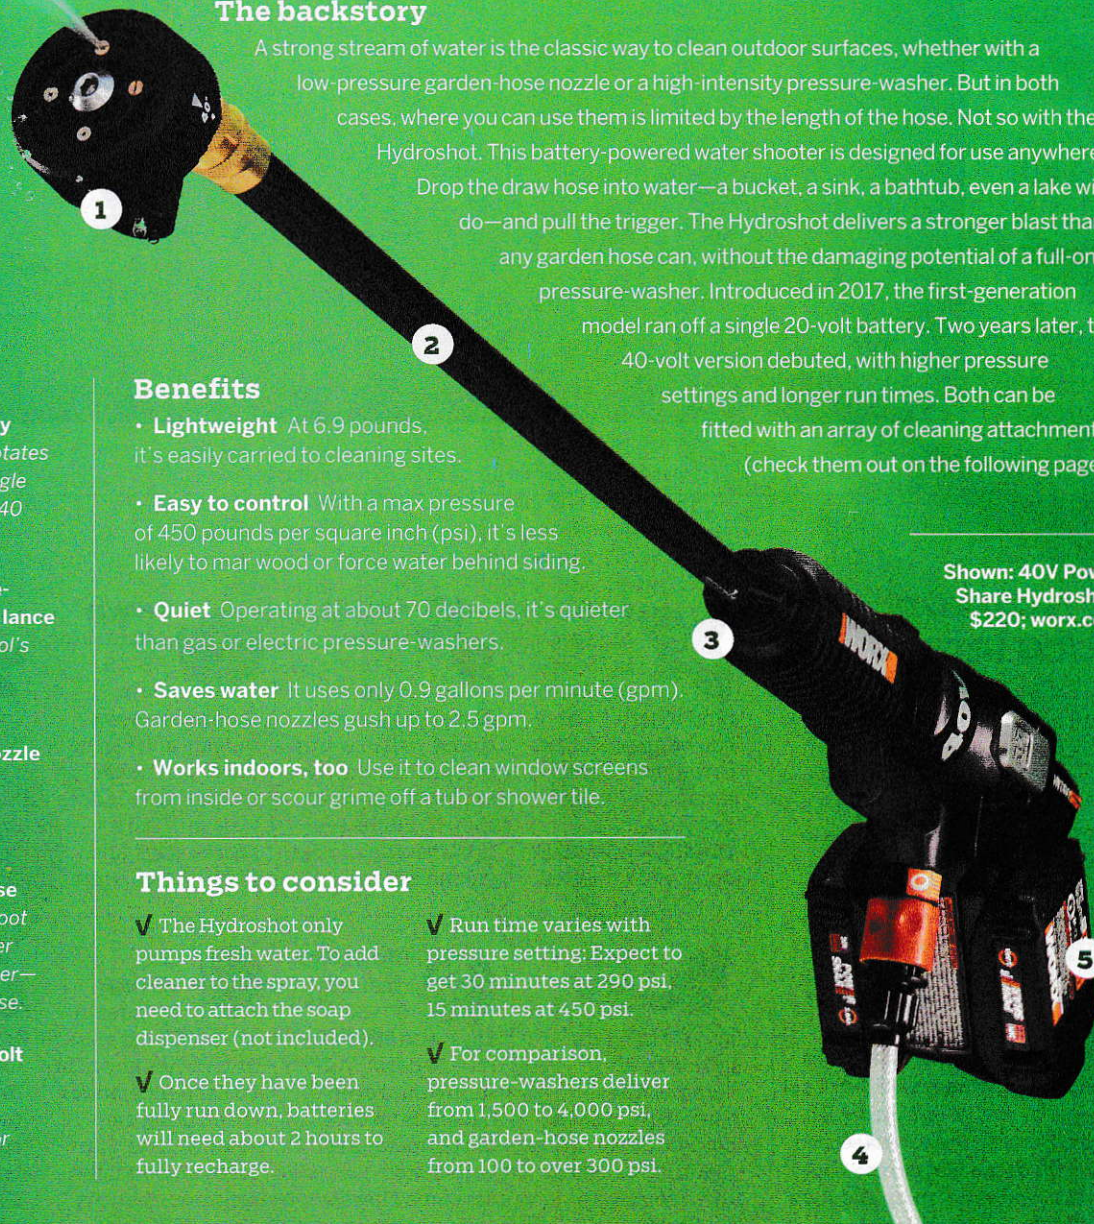 The backstory
A strong stream of water is the classic way to clean outdoor surfaces, whether with a
low-pressure garden-hose nozzle or a high-intensity pressure-washer. But in both
cases, where you can use them is limited by the length of the hose. Not so with the
Hydroshot. This battery-powered water shooter is designed for use anywhere
Drop the draw hose into water—a bucket, a sink, a bathtub, even a lake wi
do—and pull the trigger. The Hydroshot delivers a stronger blast tha
any garden hose can, without the damaging potential of a full-on
pressure-washer. Introduced in 2017, the first-generation
model ran off a single 20-volt battery. Two years later, t
40-volt version debuted, with higher pressure
settings and longer run times. Both can be
fitted with an array of cleaning attachment
(check them out on the following page
1
2
3
WORX
40V
Shown: 40V Pow
Share Hydrosh
$220; worx.c
Benefits
• Lightweight At 6.9 pounds,
it's easily carried to cleaning sites.
• Easy to control With a max pressure
of 450 pounds per square inch (psi), it's less
likely to mar wood or force water behind siding.
• Quiet Operating at about 70 decibels, it's quieter
than gas or electric pressure-washers.
• Saves water It uses only 0.9 gallons per minute (gpm).
Garden-hose nozzles gush up to 2.5 gpm.
• Works indoors, too Use it to clean window screens
from inside or scour grime off a tub or shower tile.
Things to consider
√ The Hydroshot only
pumps fresh water. To add
cleaner to the spray, you
need to attach the soap
dispenser (not included).
√ Once they have been
fully run down, batteries
will need about 2 hours to
fully recharge.
√ Run time varies with
pressure setting: Expect to
get 30 minutes at 290 psi,
15 minutes at 450 psi.
√ For comparison,
pressure-washers deliver
from 1,500 to 4,000 psi,
and garden-hose nozzles
from 100 to over 300 psi.
5
4
y
tates
gle
40
-
lance
ol's
zzle
se
oot
er
er—
se.
olt
r